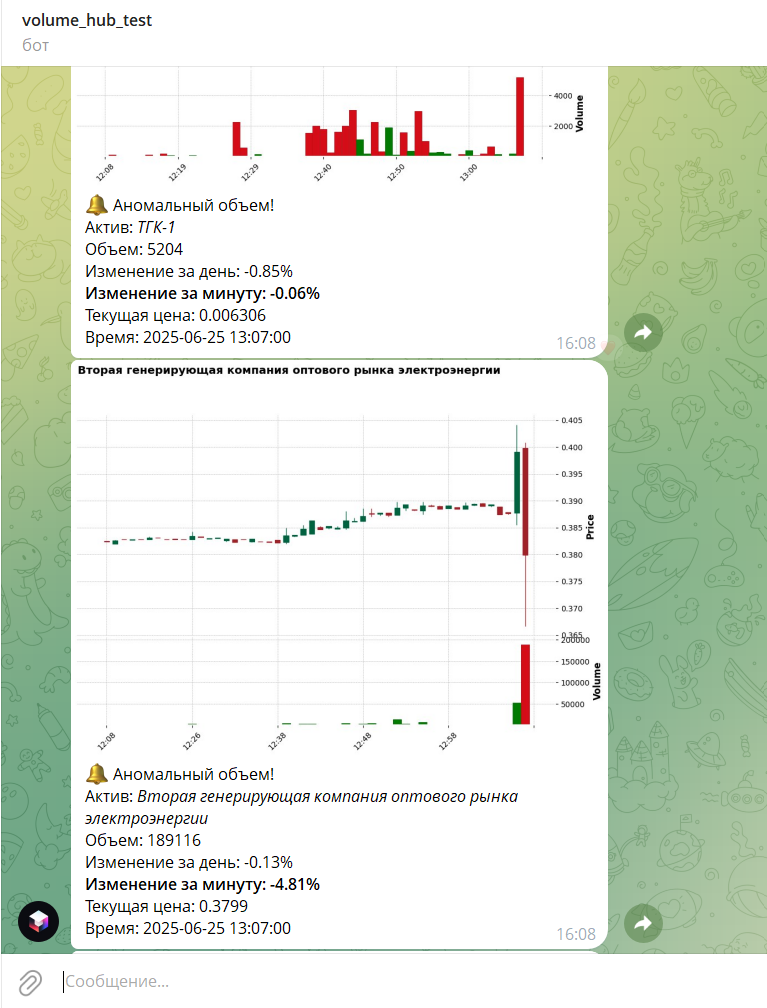 volume_hub_test
бот
4000
2000
Volume
12:08
12:19
12:29
12:40
12:50
13:00
Аномальный объем!
Актив: ТГК-1
Объем: 5204
Изменение за день: -0.85%
Изменение за минуту: -0.06%
Текущая цена: 0.006306
Время: 2025-06-25 13:07:00
16:08
Вторая генерирующая компания оптового рынка электроэнергии
0.405
0.400
0.395
0.390
0.385
0.380
0.375
0.370
0.365
Price
200000
150000
100000
50000
Volume
12:08
12:26
12:38
12:48
12:58
Аномальный объем!
Актив: Вторая генерирующая компания оптового рынка
электроэнергии
Объем: 189116
Изменение за день: -0.13%
Изменение за минуту: -4.81%
Текущая цена: 0.3799
Время: 2025-06-25 13:07:00
16:08
Сообщение...